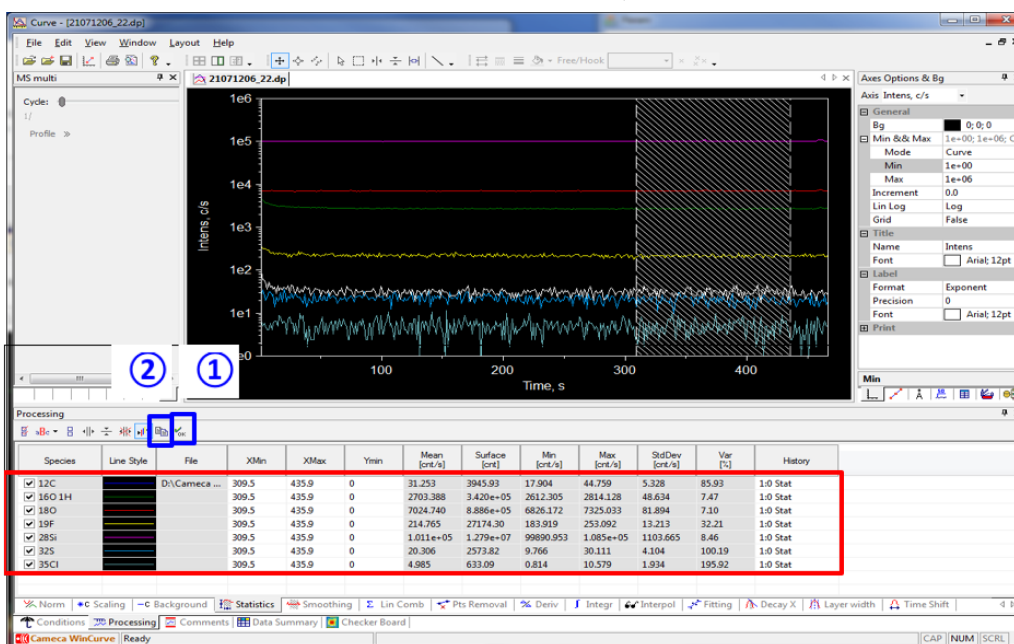 Curve - [21071206_22.dp]
File Edit View Window Layout Help
Free/Hook
MS multi
21071206_22.dp
Axes Options & Bg
Cycle:
1/
Profile »
②
①
Intens, c/s
1e6
1e5
1e4
1e3
1e2
1e1
e0
100
200
300
400
Time, s
Axis Intens, c/s
General
Bg 0; 0; 0
Min && Max 1e+00; 1e+06; C
Mode Curve
Min 1e+00
Max 1e+06
Increment 0.0
Lin Log Log
Grid False
Title
Name Intens
Font Arial; 12pt
Label
Format Exponent
Precision 0
Font Arial; 12pt
Print
Min
Processing
Species Line Style File XMin XMax Ymin Mean [cnt/s] Surface [cnt] Min [cnt/s] Max [cnt/s] StdDev [cnt/s] Var [%] History
12C D:\Cameca ... 309.5 435.9 0 31.253 3945.93 17.904 44.759 5.328 85.93 1:0 Stat
16O 1H 309.5 435.9 0 2703.388 3.420e+05 2612.305 2814.128 48.634 7.47 1:0 Stat
18O 309.5 435.9 0 7024.740 8.886e+05 6826.172 7325.033 81.894 7.10 1:0 Stat
19F 309.5 435.9 0 214.765 27174.30 183.919 253.092 13.213 32.21 1:0 Stat
28Si 309.5 435.9 0 1.011e+05 1.279e+07 99890.953 1.085e+05 1103.665 8.46 1:0 Stat
32S 309.5 435.9 0 20.306 2573.82 9.766 30.111 4.104 100.19 1:0 Stat
35Cl 309.5 435.9 0 4.985 633.09 0.814 10.579 1.934 195.92 1:0 Stat
Norm Scaling Background Statistics Smoothing Lin Comb Pts Removal Deriv Integr Interpol Fitting Decay X Layer width Time Shift
Conditions Processing Comments Data Summary Checker Board
Cameca WinCurve Ready CAP NUM SCRL